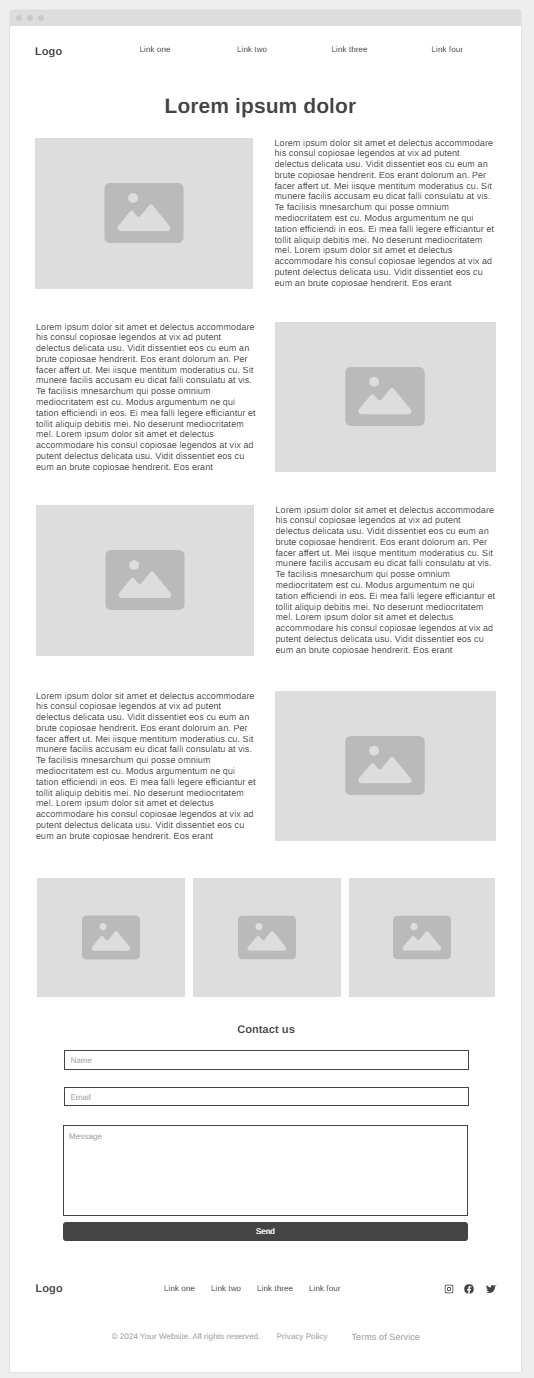 Logo
Link one Link two Link three Link four
Lorem ipsum dolor
Lorem ipsum dolor sit amet et delectus accommodare
his consul copiosae legendos at vix ad putent
delectus delicata usu. Vidit dissentiet eos cu eum an
brute copiosae hendrerit. Eos erant dolorum an. Per
facer affert ut. Mei iisque mentitum moderatius cu. Sit
munere facilis accusam eu dicat falli consulatu at vis.
Te facilisis mnesarchum qui posse omnium
mediocritatem est cu. Modus argumentum ne qui
tation efficiendi in eos. Ei mea falli legere efficiantur et
tollit aliquip debitis mei. No deserunt mediocritatem
mel. Lorem ipsum dolor sit amet et delectus
accommodare his consul copiosae legendos at vix ad
putent delectus delicata usu. Vidit dissentiet eos cu
eum an brute copiosae hendrerit. Eos erant
Lorem ipsum dolor sit amet et delectus accommodare
his consul copiosae legendos at vix ad putent
delectus delicata usu. Vidit dissentiet eos cu eum an
brute copiosae hendrerit. Eos erant dolorum an. Per
facer affert ut. Mei iisque mentitum moderatius cu. Sit
munere facilis accusam eu dicat falli consulatu at vis.
Te facilisis mnesarchum qui posse omnium
mediocritatem est cu. Modus argumentum ne qui
tation efficiendi in eos. Ei mea falli legere efficiantur et
tollit aliquip debitis mei. No deserunt mediocritatem
mel. Lorem ipsum dolor sit amet et delectus
accommodare his consul copiosae legendos at vix ad
putent delectus delicata usu. Vidit dissentiet eos cu
eum an brute copiosae hendrerit. Eos erant
Lorem ipsum dolor sit amet et delectus accommodare
his consul copiosae legendos at vix ad putent
delectus delicata usu. Vidit dissentiet eos cu eum an
brute copiosae hendrerit. Eos erant dolorum an. Per
facer affert ut. Mei iisque mentitum moderatius cu. Sit
munere facilis accusam eu dicat falli consulatu at vis.
Te facilisis mnesarchum qui posse omnium
mediocritatem est cu. Modus argumentum ne qui
tation efficiendi in eos. Ei mea falli legere efficiantur et
tollit aliquip debitis mei. No deserunt mediocritatem
mel. Lorem ipsum dolor sit amet et delectus
accommodare his consul copiosae legendos at vix ad
putent delectus delicata usu. Vidit dissentiet eos cu
eum an brute copiosae hendrerit. Eos erant
Lorem ipsum dolor sit amet et delectus accommodare
his consul copiosae legendos at vix ad putent
delectus delicata usu. Vidit dissentiet eos cu eum an
brute copiosae hendrerit. Eos erant dolorum an. Per
facer affert ut. Mei iisque mentitum moderatius cu. Sit
munere facilis accusam eu dicat falli consulatu at vis.
Te facilisis mnesarchum qui posse omnium
mediocritatem est cu. Modus argumentum ne qui
tation efficiendi in eos. Ei mea falli legere efficiantur et
tollit aliquip debitis mei. No deserunt mediocritatem
mel. Lorem ipsum dolor sit amet et delectus
accommodare his consul copiosae legendos at vix ad
putent delectus delicata usu. Vidit dissentiet eos cu
eum an brute copiosae hendrerit. Eos erant
Contact us
Name
Email
Message
Send
Logo Link one Link two Link three Link four
© 2024 Your Website. All rights reserved. Privacy Policy Terms of Service